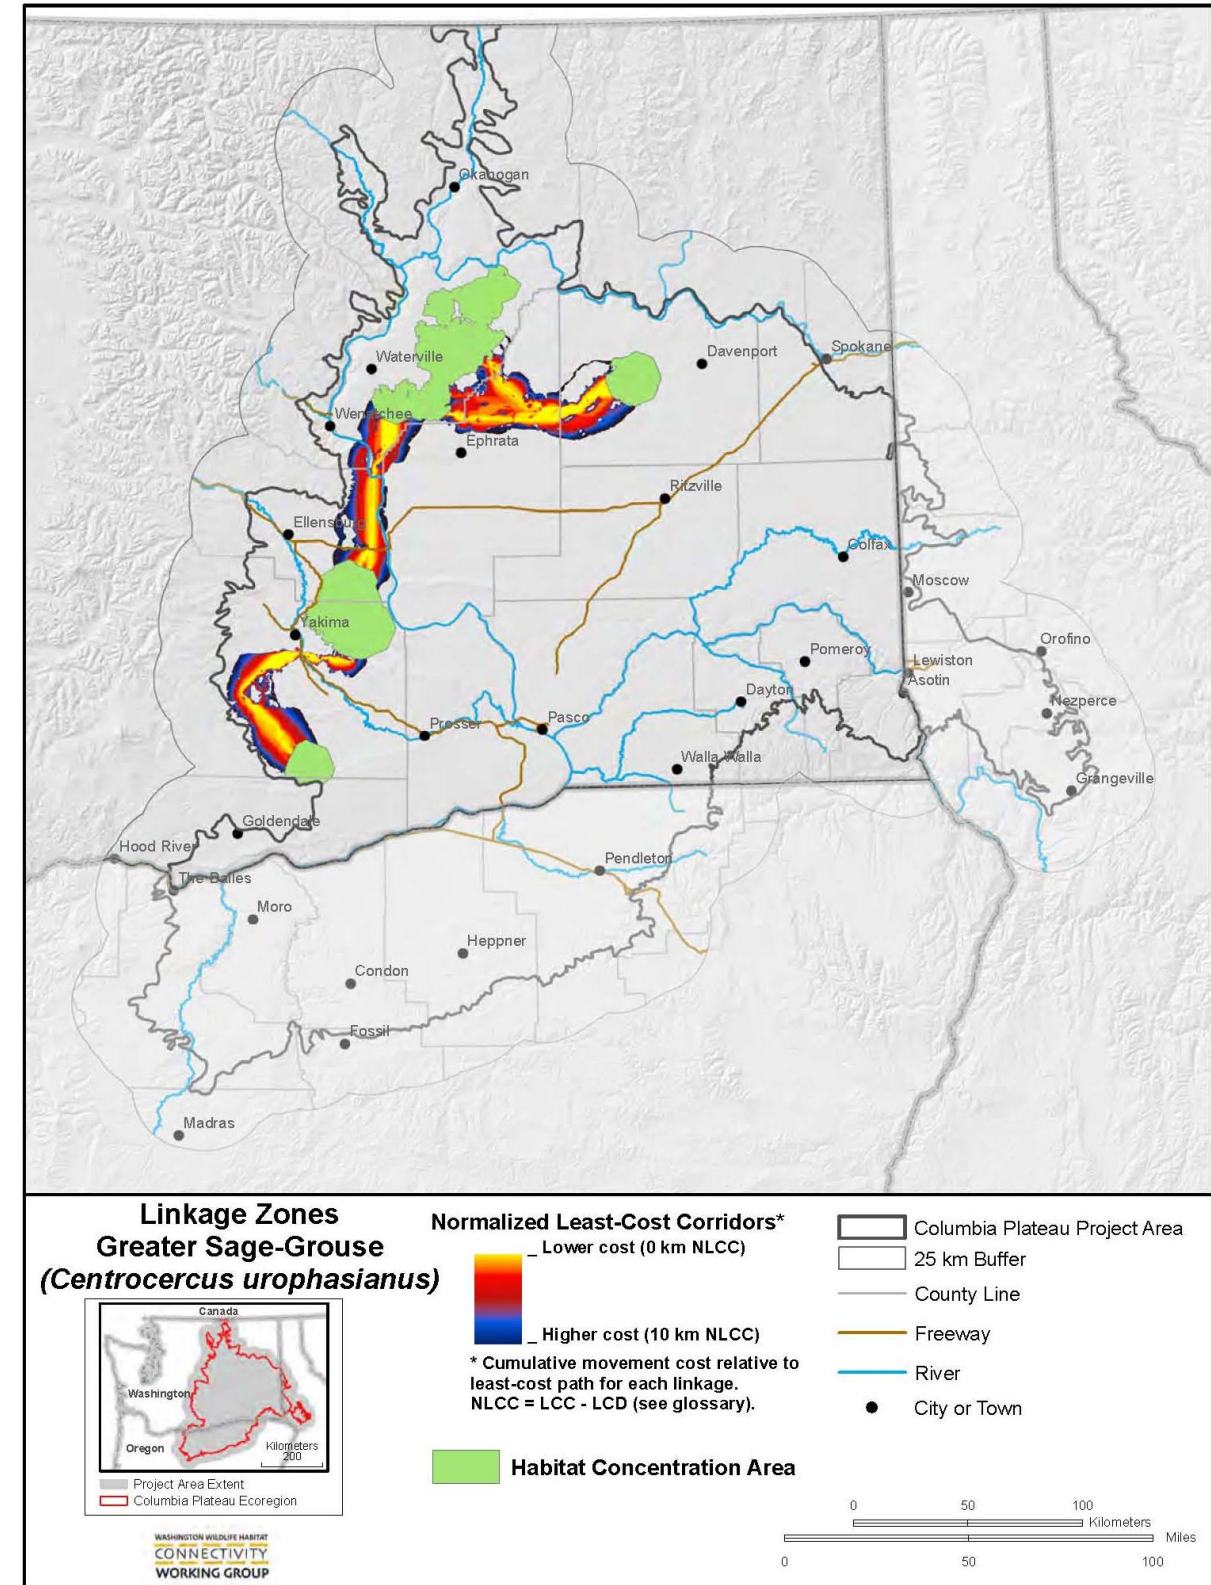 Okanogan
Waterville
Davenport
Spokane
Wenatchee
Ephrata
Ritzville
Ellensburg
Colfax
Moscow
Yakima
Orofino
Pomeroy
Lewiston
Asotin
Dayton
Nezperce
Prosser
Pasco
Walla Walla
Grangeville
Goldendale
Hood River
Pendleton
The Dalles
Moro
Heppner
Condon
Fossil
Madras
Linkage Zones
Greater Sage-Grouse
(Centrocercus urophasianus)
Canada
Washington
Oregon
Kilometers
200
Project Area Extent
Columbia Plateau Ecoregion
WASHINGTON WILDLIFE HABITAT
CONNECTIVITY
WORKING GROUP
Normalized Least-Cost Corridors*
_ Lower cost (0 km NLCC)
_ Higher cost (10 km NLCC)
* Cumulative movement cost relative to
least-cost path for each linkage.
NLCC = LCC - LCD (see glossary).
Habitat Concentration Area
Columbia Plateau Project Area
25 km Buffer
County Line
Freeway
River
City or Town
0 50 100
Kilometers
Miles
0 50 100